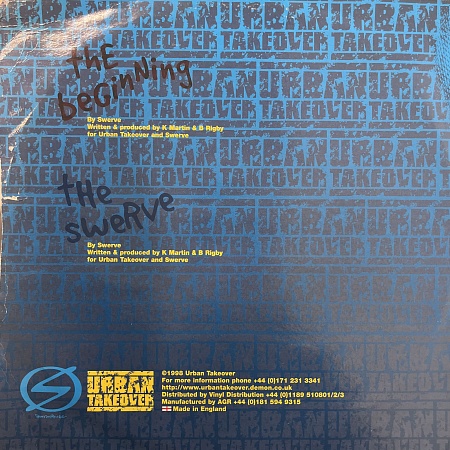 thE
beGinNing
By Swerve
Written & produced by K Martin & B Rigby
for Urban Takeover and Swerve
tHe
sweRve
By Swerve
Written & produced by K Martin & B Rigby
for Urban Takeover and Swerve
URBAN
TAKEOVER
©1998 Urban Takeover
For more information phone +44 (0)171 231 3341
http://www.urbantakeover.demon.co.uk
Distributed by Vinyl Distribution +44 (0)1189 510801/2/3
Manufactured by AGR +44 (0)181 594 9315
Made in England